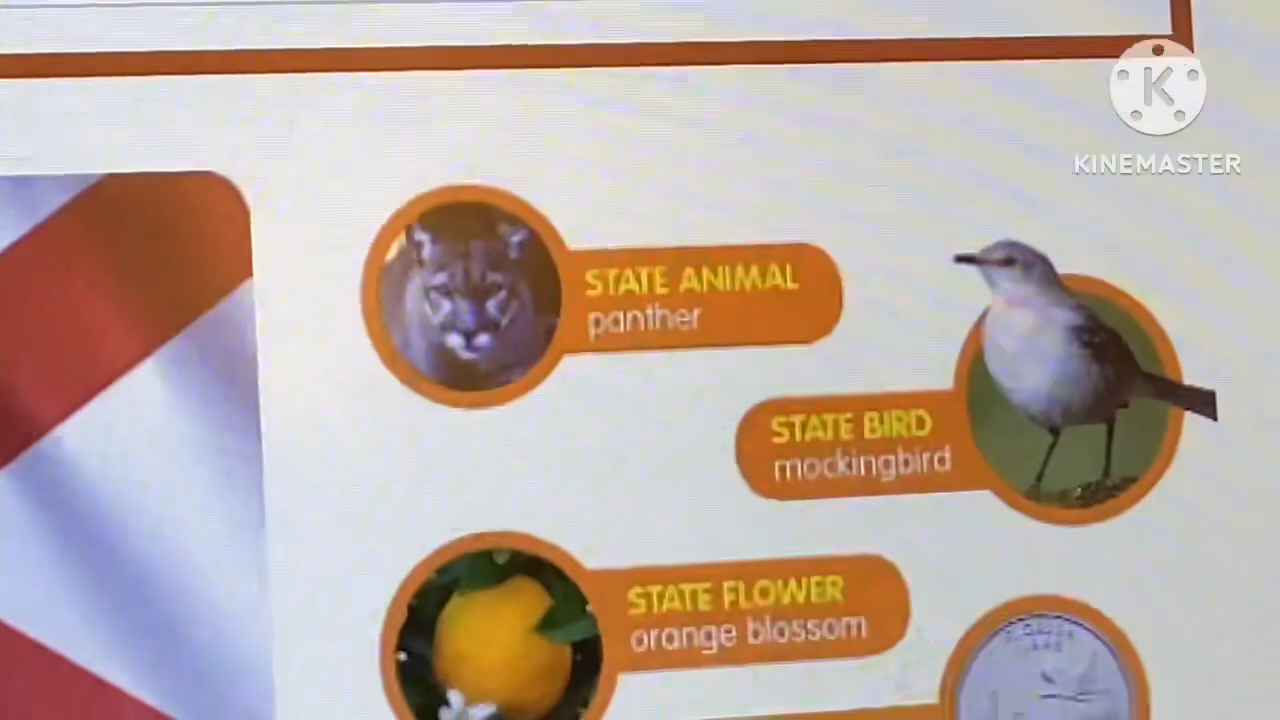 K
KINEMASTER
STATE ANIMAL
panther
STATE BIRD
mockingbird
STATE FLOWER
orange blossom